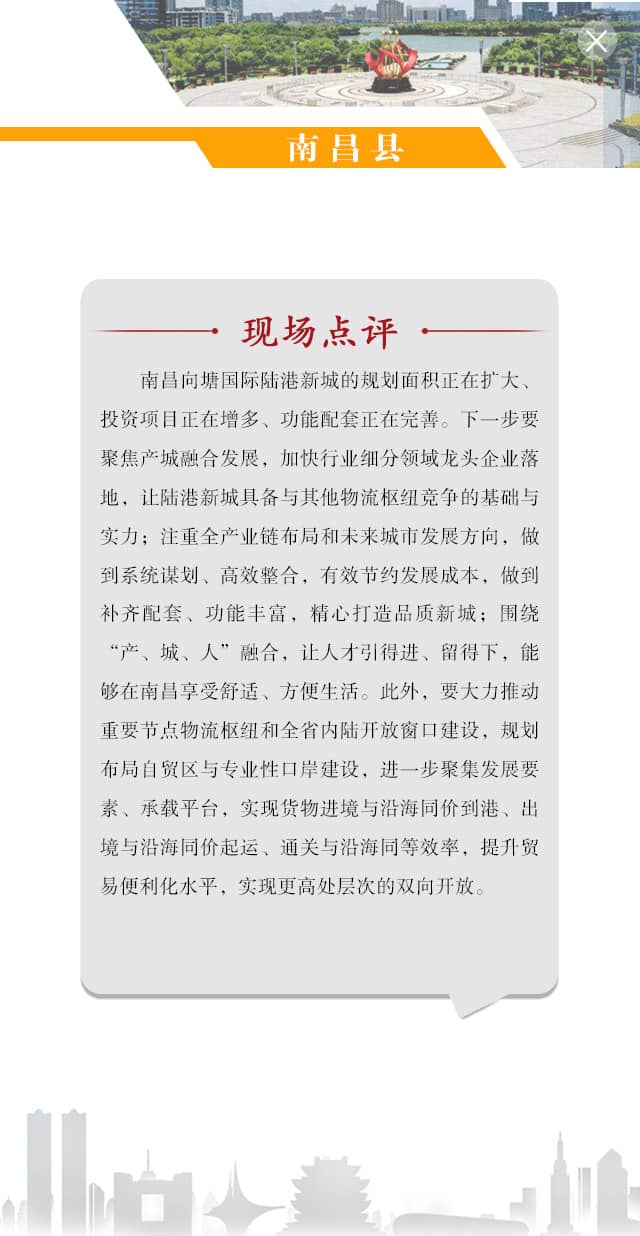 南昌县
现场点评
南昌向塘国际陆港新城的规划面积正在扩大、
投资项目正在增多、功能配套正在完善。下一步要
聚焦产城融合发展，加快行业细分领域龙头企业落
地，让陆港新城具备与其他物流枢纽竞争的基础与
实力；注重全产业链布局和未来城市发展方向，做
到系统谋划、高效整合，有效节约发展成本，做到
补齐配套、功能丰富，精心打造品质新城；围绕
“产、城、人”融合，让人才引得进、留得下，能
够在南昌享受舒适、方便生活。此外，要大力推动
重要节点物流枢纽和全省内陆开放窗口建设，规划
布局自贸区与专业性口岸建设，进一步聚集发展要
素、承载平台，实现货物进境与沿海同价到港、出
境与沿海同价起运、通关与沿海同等效率，提升贸
易便利化水平，实现更高处层次的双向开放。